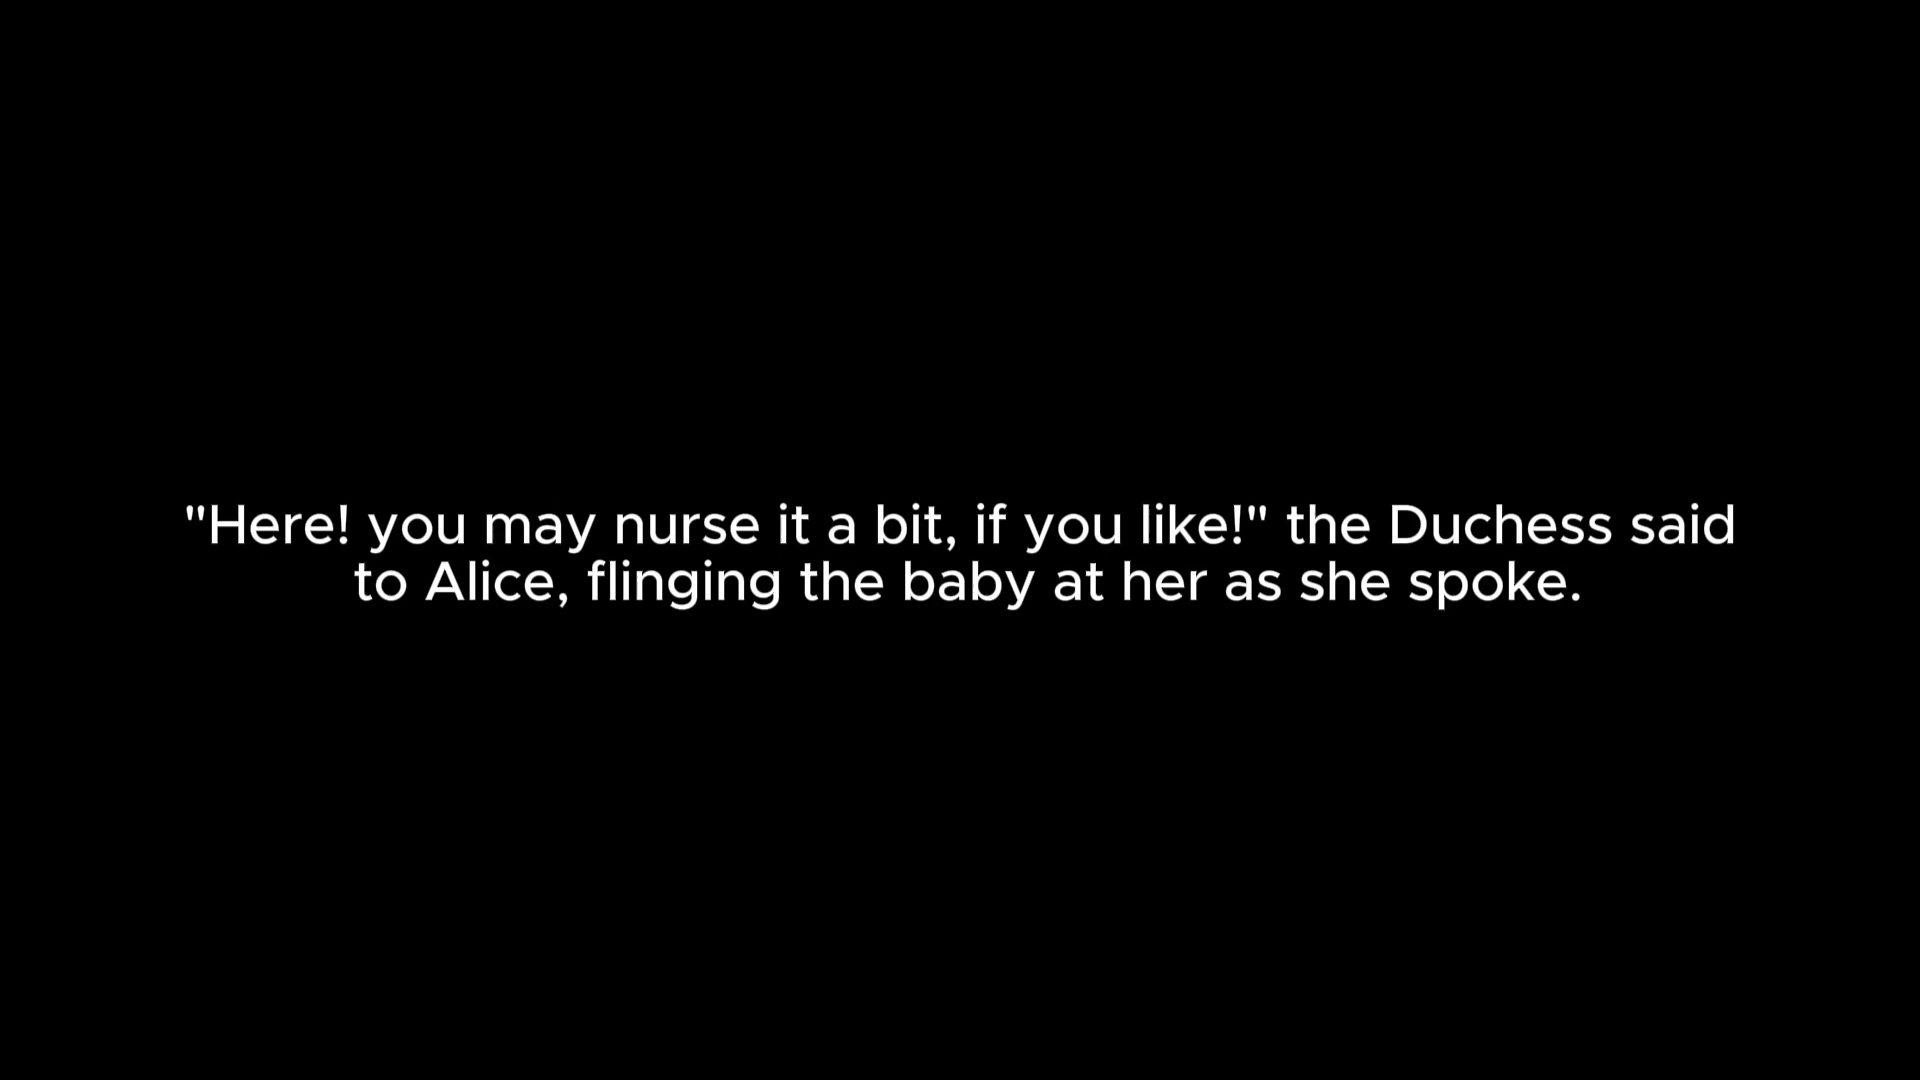 "Here! you may nurse it a bit, if you like!" the Duchess said
to Alice, flinging the baby at her as she spoke.